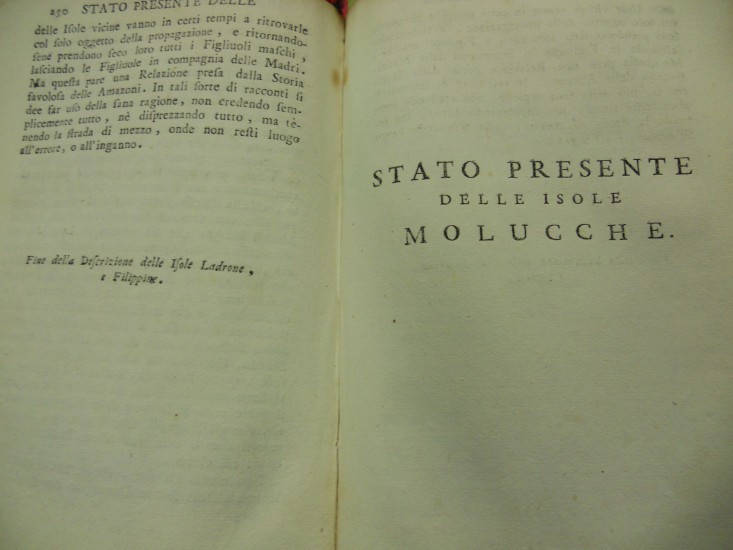 250 STATO PRESENTE DELLE
delle Isole vicine vanno in certi tempi a ritrovarle
col solo oggetto della propagazione, e ritornando-
sene prendono seco loro tutti i Figliuoli maschi,
lasciando le Figliuole in compagnia delle Madri.
Ma questa pare una Relazione presa dalla Storia
favolosa delle Amazoni. In tali sorte di racconti si
dee far uso della sana ragione, non credendo sem-
plicemente tutto, nè disprezzando tutto, ma te-
nendo la strada di mezzo, onde non resti luogo
all'errore, o all'inganno.
Fine della Descrizione delle Isole Ladrone,
e Filippine.
STATO PRESENTE
DELLE ISOLE
MOLUCCHE.